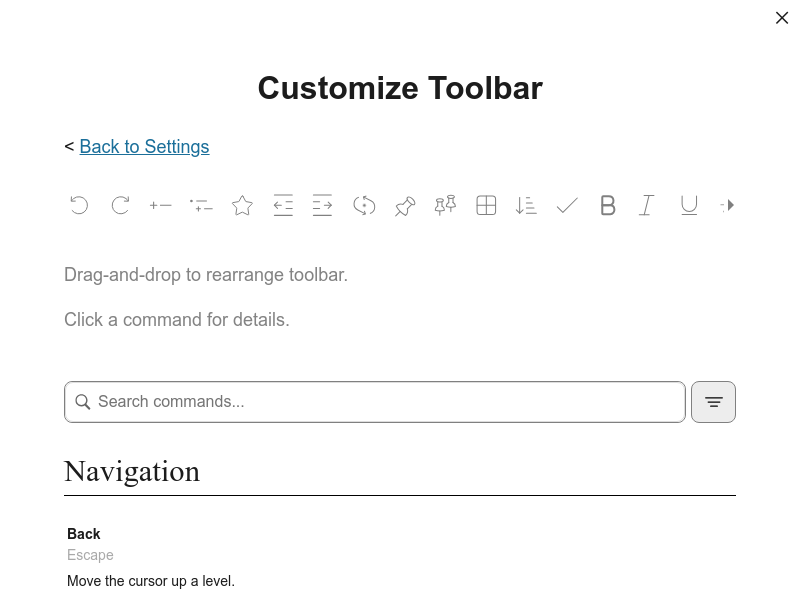 Customize Toolbar
< Back to Settings
Drag-and-drop to rearrange toolbar.
Click a command for details.
Search commands...
Navigation
Back
Escape
Move the cursor up a level.